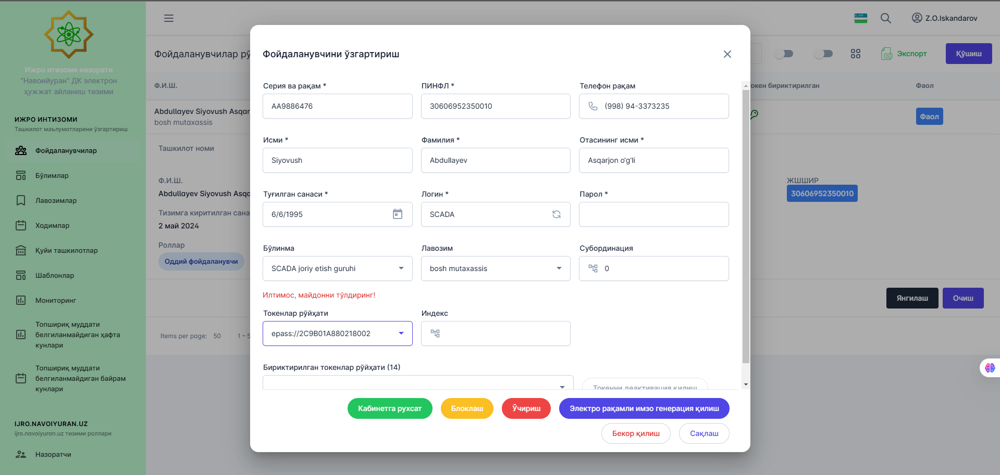 Ижро итизоми назорати
"Навоийуран" ДК электрон
ҳужжат айланиш тизими
ИЖРО ИНТИЗОМИ
Ташкилот маълумотларини ўзгартириш
Фойдаланувчилар
Бўлимлар
Лавозимлар
Ходимлар
Қуйи ташкилотлар
Шаблонлар
Мониторинг
Топшириқ муддати
белгиланмайдиган ҳафта
кунлари
Топшириқ муддати
белгиланмайдиган байрам
кунлари
IJRO.NAVOIYURAN.UZ
ijro.navoiyuran.uz тизими роллари
Назоратчи
Z.O.Iskandarov
Фойдаланувчилар рў
Экспорт
Қўшиш
Ф.И.Ш.
Токен бириктирилган
Фаол
Abdullayev Siyovush Asqar
bosh mutaxassis
Фаол
Ташкилот номи
Ф.И.Ш.
Abdullayev Siyovush Asqa
ЖШШИР
30606952350010
Тизимга киритилган сана
2 май 2024
Роллар
Оддий фойдаланувчи
Янгилаш
Очиш
Items per page: 50 1 – 5
Фойдаланувчини ўзгартириш
Серия ва рақам *
ПИНФЛ *
Телефон рақам
AA9886476
30606952350010
(998) 94-3373235
Исми *
Фамилия *
Отасининг исми *
Siyovush
Abdullayev
Asqarjon o‘g‘li
Туғилган санаси *
Логин *
Парол *
6/6/1995
SCADA
Бўлинма
Лавозим
Субординация
SCADA joriy etish guruhi
bosh mutaxassis
0
Илтимос, майдонни тўлдиринг!
Токенлар рўйҳати
Индекс
epass://2C9B01A880218002
Бириктирилган токенлар рўйҳати (14)
Токенни деактивация қилиш
Кабинетга рухсат
Блоклаш
Ўчириш
Электро рақамли имзо генерация қилиш
Бекор қилиш
Сақлаш